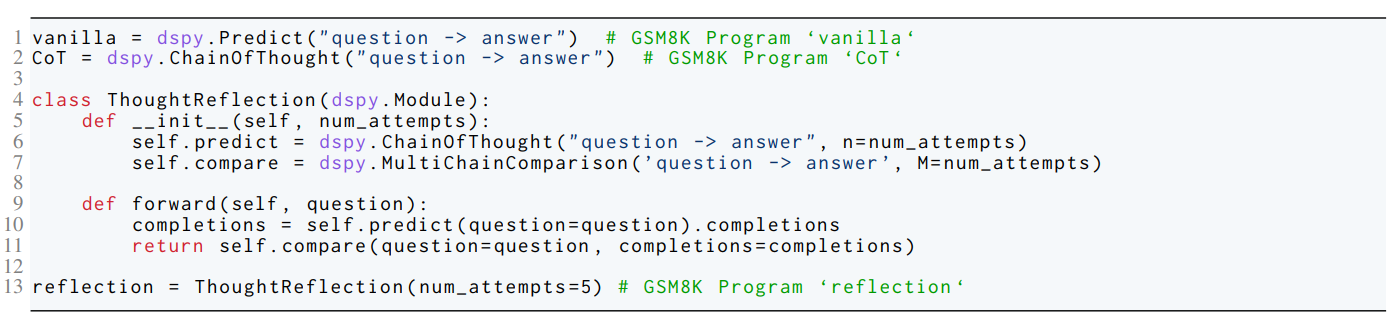 1 vanilla = dspy.Predict("question -> answer")  # GSM8K Program ‘vanilla‘
2 CoT = dspy.ChainOfThought("question -> answer")  # GSM8K Program ‘CoT‘
3
4 class ThoughtReflection(dspy.Module):
5     def __init__(self, num_attempts):
6         self.predict = dspy.ChainOfThought("question -> answer", n=num_attempts)
7         self.compare = dspy.MultiChainComparison(’question -> answer’, M=num_attempts)
8
9     def forward(self, question):
10         completions = self.predict(question=question).completions
11         return self.compare(question=question, completions=completions)
12
13 reflection = ThoughtReflection(num_attempts=5) # GSM8K Program ‘reflection‘